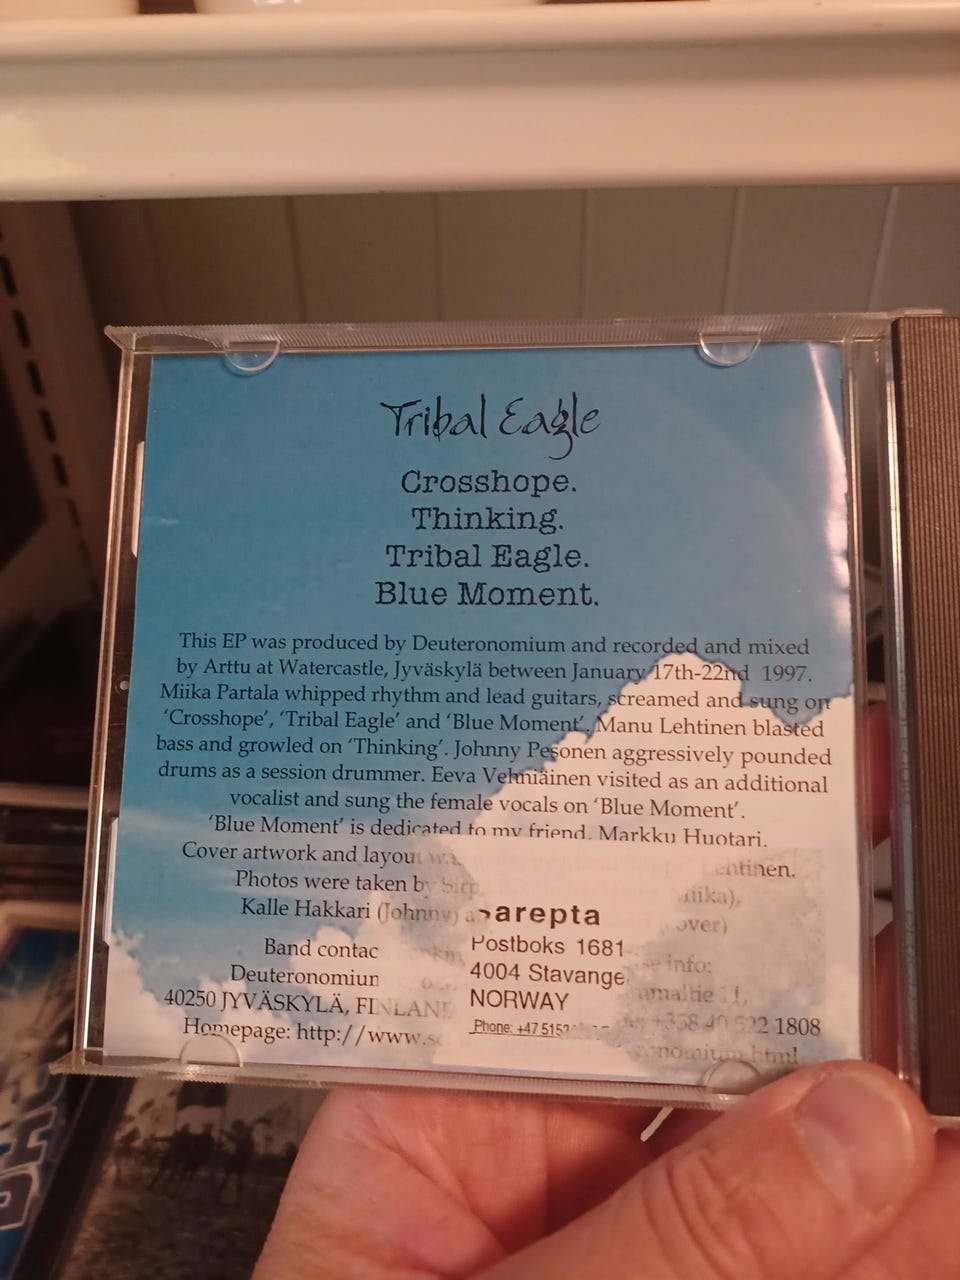 Tribal Eagle
Crosshope.
Thinking.
Tribal Eagle.
Blue Moment.
This EP was produced by Deuteronomium and recorded and mixed
by Arttu at Watercastle, Jyväskylä between January 17th-22nd 1997.
Miika Partala whipped rhythm and lead guitars, screamed and sung on
‘Crosshope’, ‘Tribal Eagle’ and ‘Blue Moment’. Manu Lehtinen blasted
bass and growled on ‘Thinking’. Johnny Pesonen aggressively pounded
drums as a session drummer. Eeva Vehniäinen visited as an additional
vocalist and sung the female vocals on ‘Blue Moment’.
‘Blue Moment’ is dedicated to my friend, Markku Huotari.
Cover artwork and layout
Photos were taken by
Kalle Hakkari (Johnny)
Band
40250 JYVÄSKYLÄ, FINLAND
522 1808
Homepage: http://www.
Postboks 1681
4004
NORWAY
Phone: